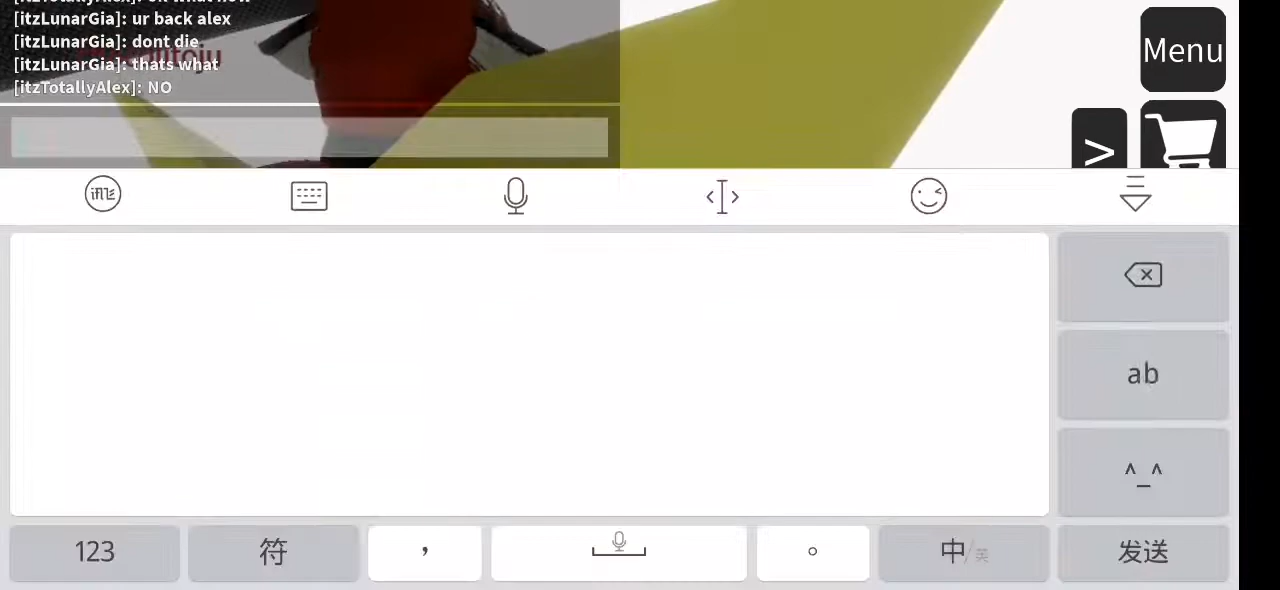 [itzLunarGia]: ur back alex
[itzLunarGia]: dont die
[itzLunarGia]: thats what
[itzTotallyAlex]: NO
Menu
>
ab
^_^
123
符
,
。
中/英
发送